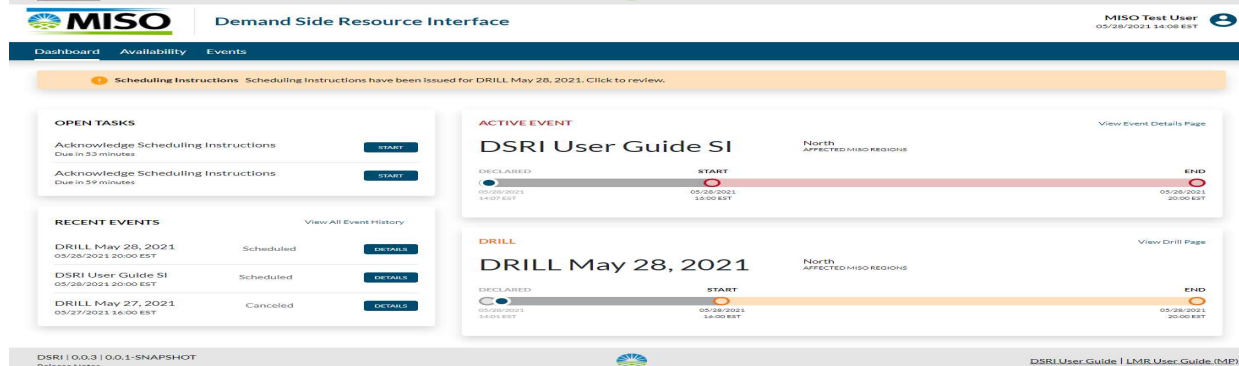 MISO
Demand Side Resource Interface
MISO Test User
05/28/2021 14:08 EST
Dashboard Availability Events
Scheduling Instructions Scheduling Instructions have been issued for DRILL May 28, 2021. Click to review.
OPEN TASKS
Acknowledge Scheduling Instructions
Due in 53 minutes
START
Acknowledge Scheduling Instructions
Due in 59 minutes
START
RECENT EVENTS
View All Event History
DRILL May 28, 2021
05/28/2021 20:00 EST
Scheduled
DETAILS
DSRI User Guide SI
05/28/2021 20:00 EST
Scheduled
DETAILS
DRILL May 27, 2021
05/27/2021 16:00 EST
Canceled
DETAILS
ACTIVE EVENT
View Event Details Page
DSRI User Guide SI
North
AFFECTED MISO REGIONS
DECLARED START END
05/28/2021 05/28/2021 05/28/2021
14:07 EST 16:00 EST 20:00 EST
DRILL
View Drill Page
DRILL May 28, 2021
North
AFFECTED MISO REGIONS
DECLARED START END
05/28/2021 05/28/2021 05/28/2021
14:01 EST 16:00 EST 20:00 EST
DSRI | 0.0.3 | 0.0.1-SNAPSHOT
Release Notes
DSRI User Guide | LMR User Guide (MP)